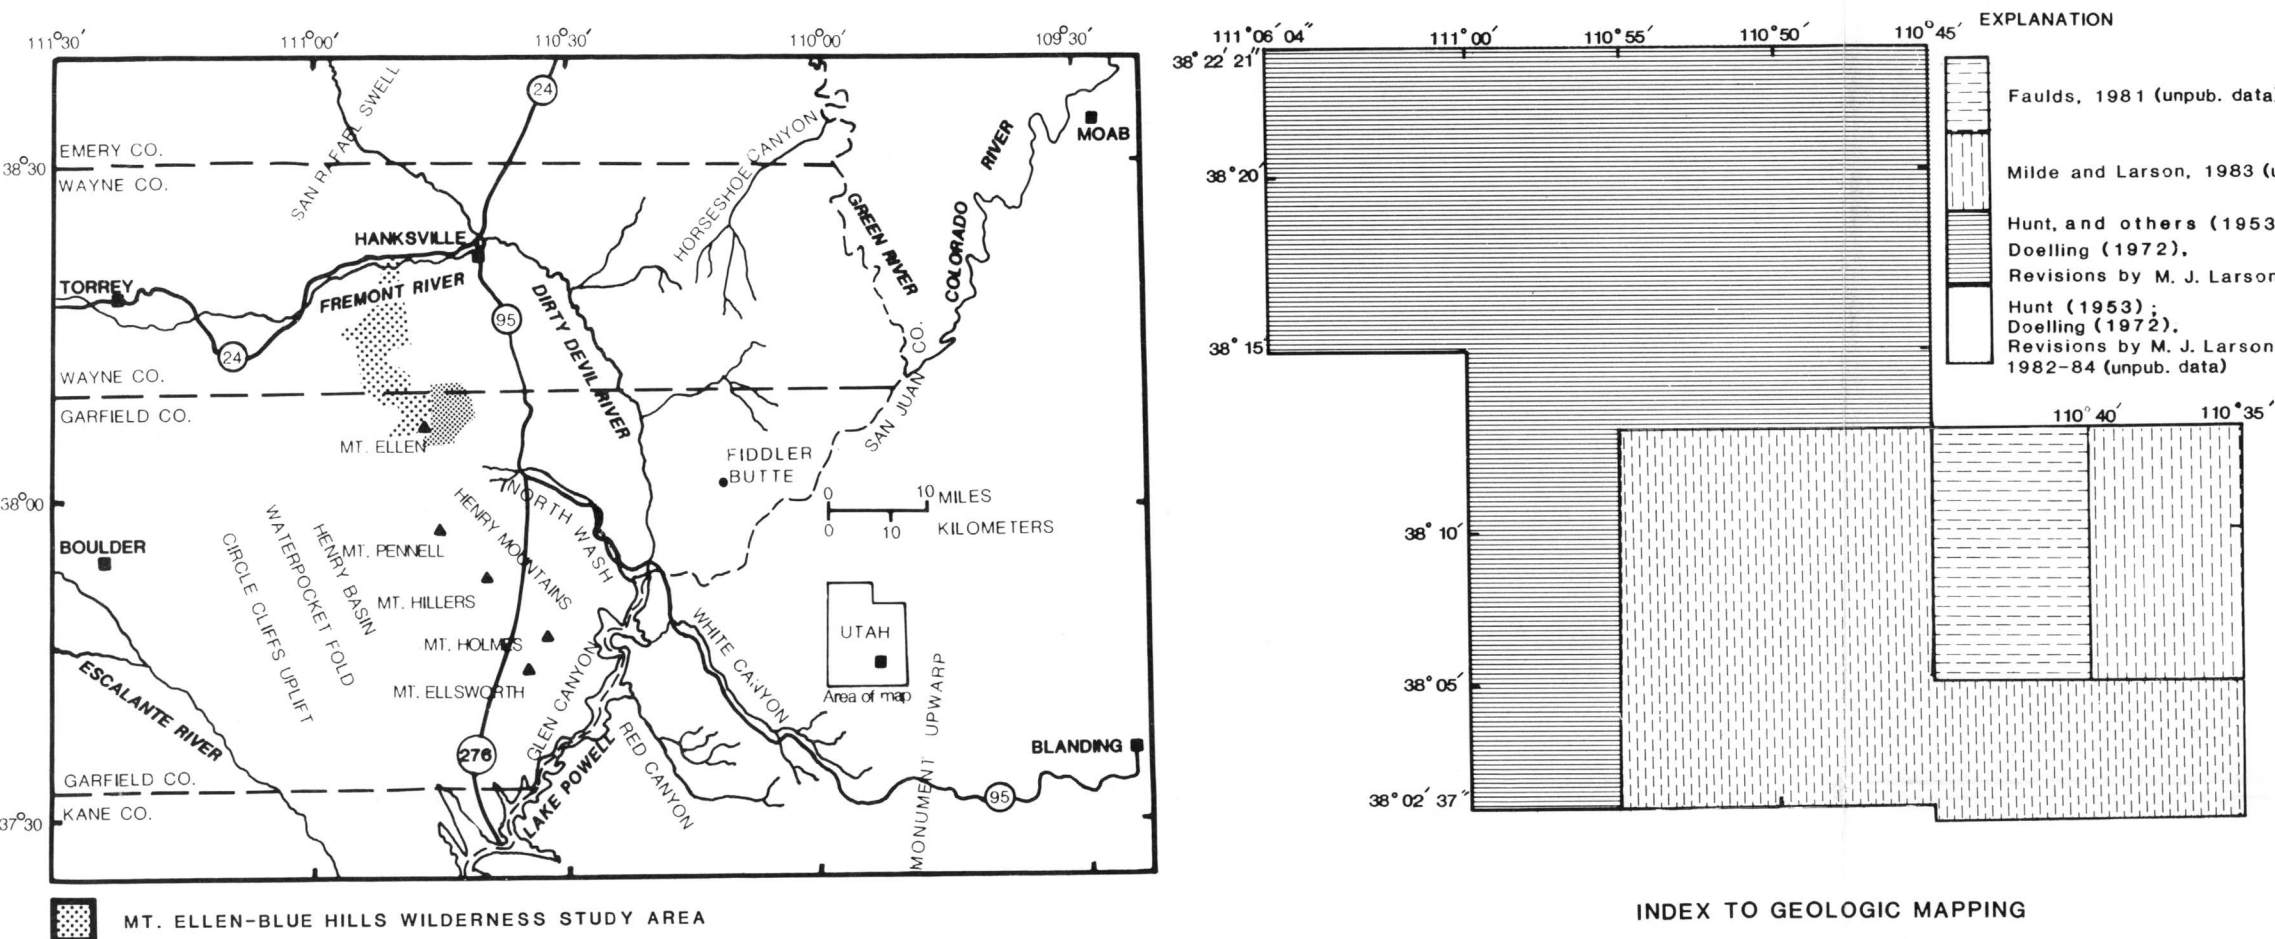 111°30′
111°00′
110°30′
110°00′
109°30′
24
SAN RAFAEL SWELL
HORSESHOE CANYON
RIVER
MOAB
EMERY CO.
38°30
WAYNE CO.
GREEN RIVER
COLORADO
HANKSVILLE
TORREY
FREMONT RIVER
DIRTY DEVIL RIVER
95
24
CO.
WAYNE CO.
GARFIELD CO.
SAN JUAN
MT. ELLEN
FIDDLER
BUTTE
0 10 MILES
0 10 KILOMETERS
38°00
NORTH WASH
HENRY MOUNTAINS
HENRY BASIN
WATERPOCKET FOLD
CIRCLE CLIFFS UPLIFT
BOULDER
MT. PENNELL
MT. HILLERS
MT. HOLMES
MT. ELLSWORTH
UTAH
Area of map
WHITE CANYON
ESCALANTE RIVER
GLEN CANYON
LAKE POWELL
RED CANYON
MONUMENT UPWARP
BLANDING
276
95
GARFIELD CO.
KANE CO.
37°30
MT. ELLEN-BLUE HILLS WILDERNESS STUDY AREA
111°06′04″
111°00′
110°55′
110°50′
110°45′
38°22′21″
38°20′
38°15′
110°40′
110°35′
38°10′
38°05′
38°02′37″
EXPLANATION
Faulds, 1981 (unpub. data
Milde and Larson, 1983 (u
Hunt, and others (1953
Doelling (1972),
Revisions by M. J. Larson
Hunt (1953);
Doelling (1972),
Revisions by M. J. Larson
1982-84 (unpub. data)
INDEX TO GEOLOGIC MAPPING